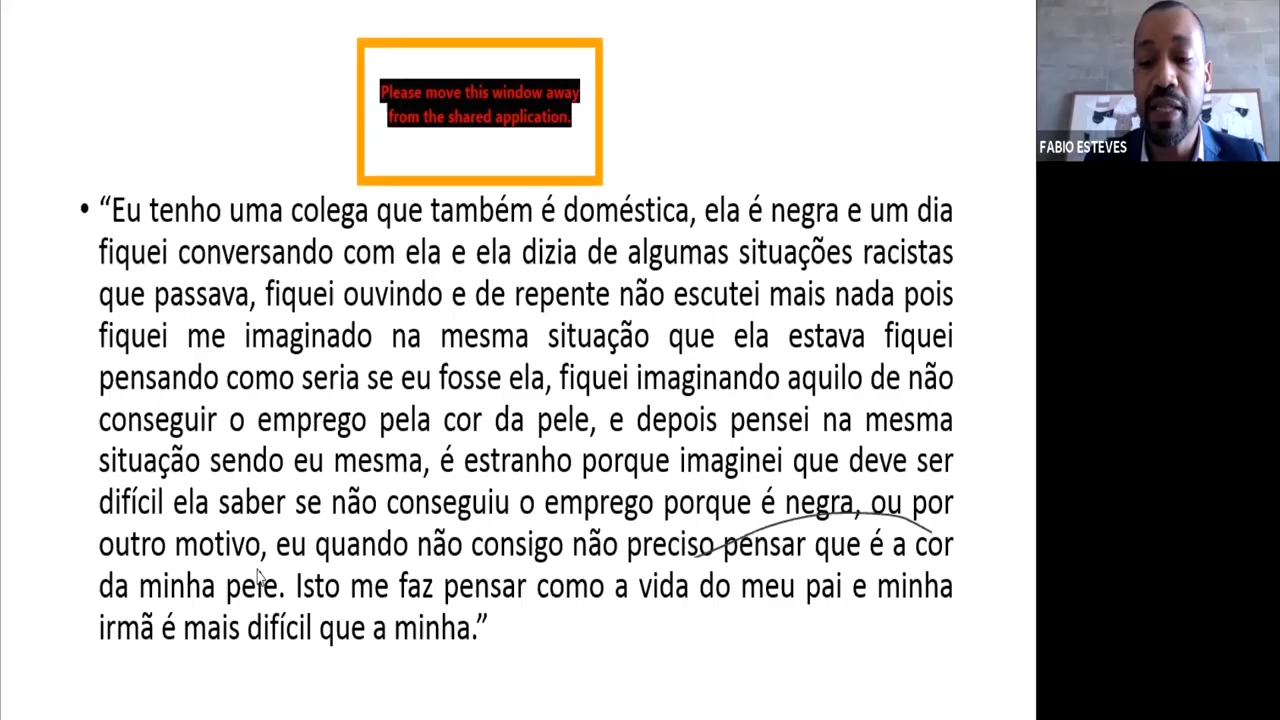 Please move this window away
from the shared application.
FABIO ESTEVES
• “Eu tenho uma colega que também é doméstica, ela é negra e um dia
fiquei conversando com ela e ela dizia de algumas situações racistas
que passava, fiquei ouvindo e de repente não escutei mais nada pois
fiquei me imaginado na mesma situação que ela estava fiquei
pensando como seria se eu fosse ela, fiquei imaginando aquilo de não
conseguir o emprego pela cor da pele, e depois pensei na mesma
situação sendo eu mesma, é estranho porque imaginei que deve ser
difícil ela saber se não conseguiu o emprego porque é negra, ou por
outro motivo, eu quando não consigo não preciso pensar que é a cor
da minha pele. Isto me faz pensar como a vida do meu pai e minha
irmã é mais difícil que a minha.”